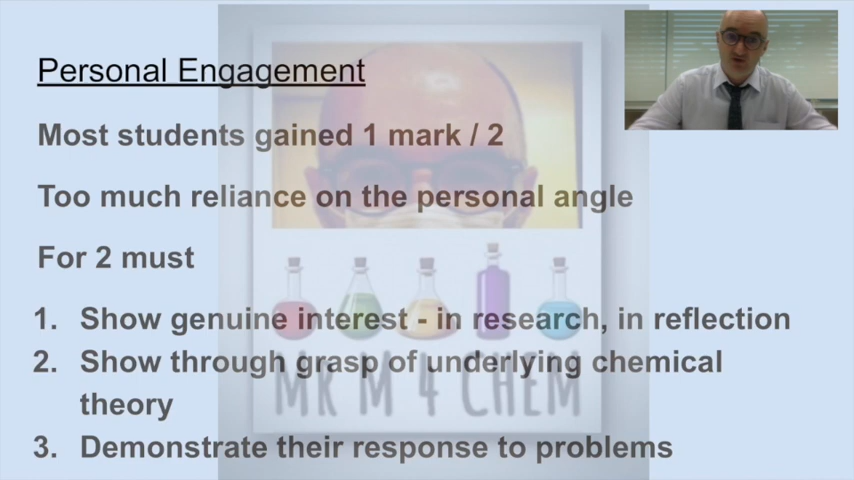 Personal Engagement
Most students gained 1 mark / 2
Too much reliance on the personal angle
For 2 must
1. Show genuine interest - in research, in reflection
2. Show through grasp of underlying chemical
theory
MR M 4 CHEM
3. Demonstrate their response to problems